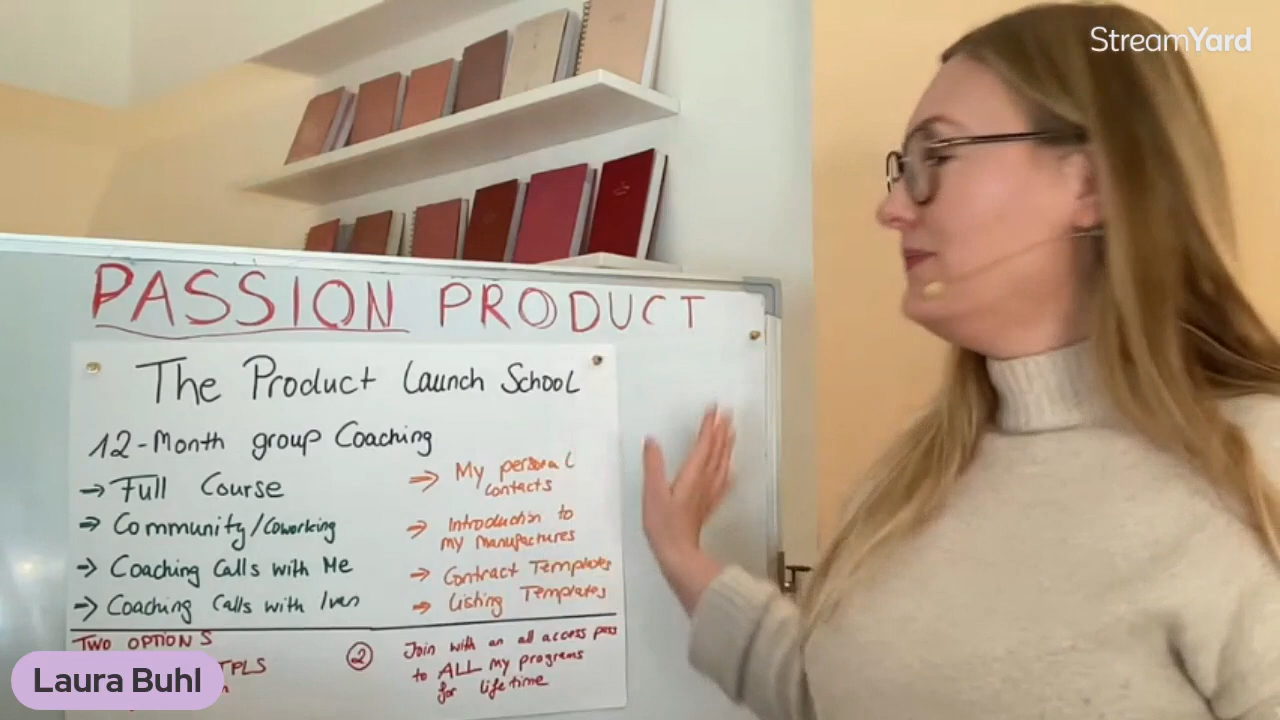 StreamYard
PASSION PRODUCT
The Product Launch School
12-Month group Coaching
→ Full Course
→ Community/Coworking
→ Coaching Calls with Me
→ Coaching Calls with Iven
⇒ My personal
contacts
→ Introduction to
my manufactures
→ Contract Templates
→ Listing Templates
TWO OPTIONS
TPLS
② Join with an all access pass
to ALL my programs
for lifetime
Laura Buhl